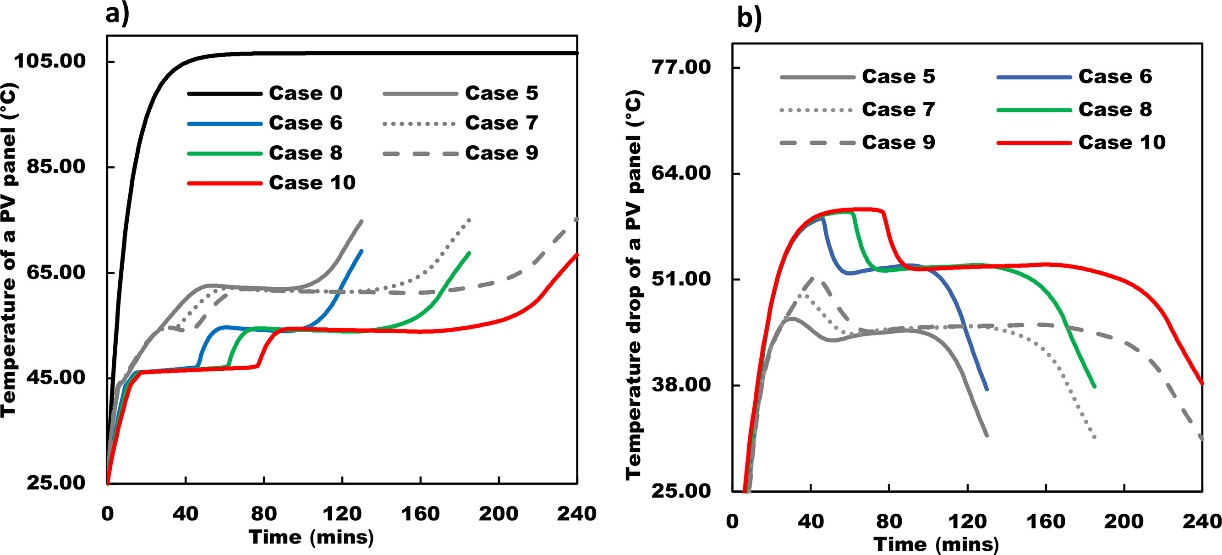 a)
Temperature of a PV panel (°C)
105.00
85.00
65.00
45.00
25.00
Case 0
Case 5
Case 6
Case 7
Case 8
Case 9
Case 10
0 40 80 120 160 200 240
Time (mins)
b)
Temperature drop of a PV panel (°C)
77.00
64.00
51.00
38.00
25.00
Case 5
Case 6
Case 7
Case 8
Case 9
Case 10
0 40 80 120 160 200 240
Time (mins)